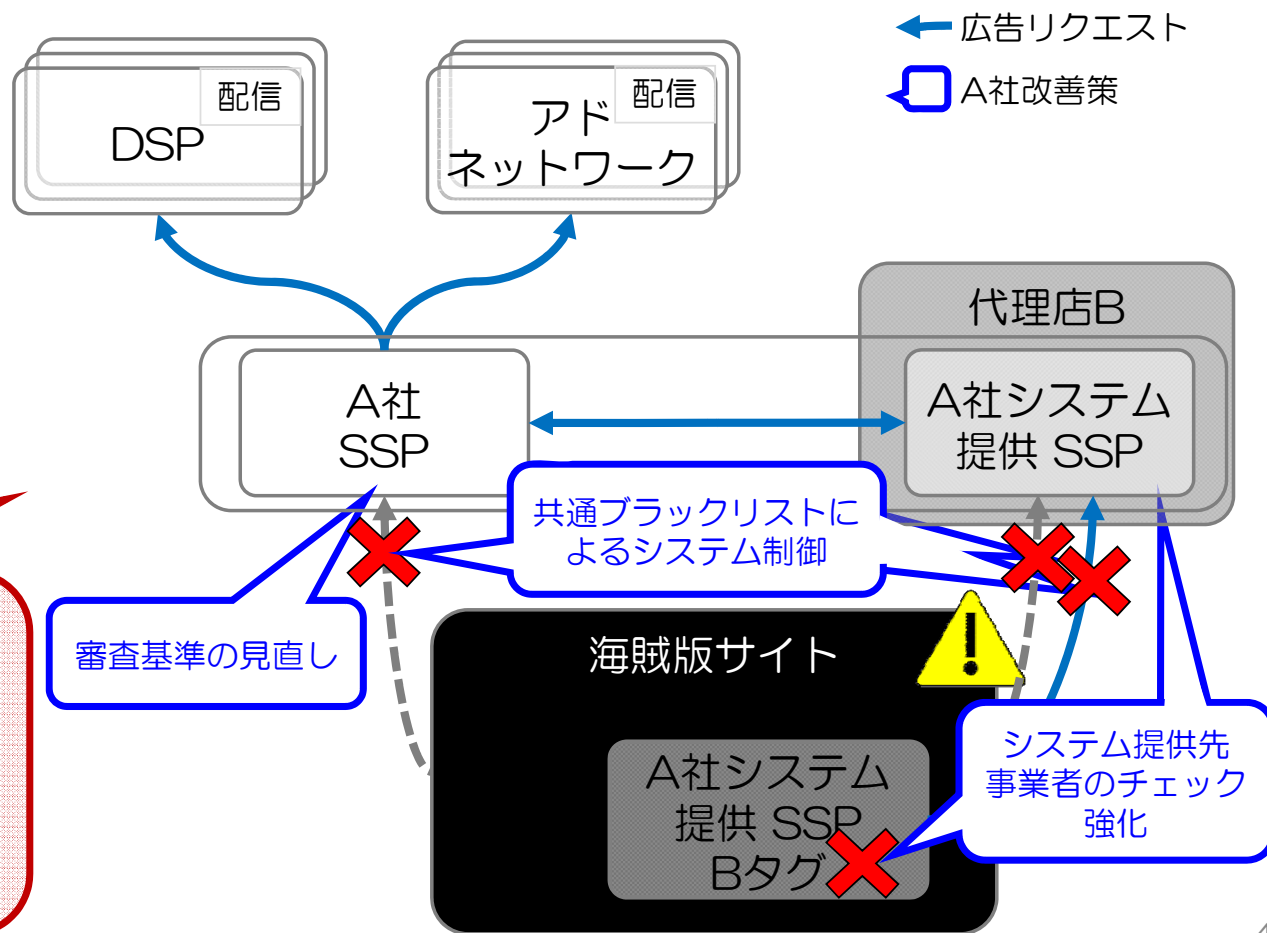 広告リクエスト
A社改善策
配信
DSP
配信
アド
ネットワーク
代理店B
A社
SSP
A社システム
提供 SSP
共通ブラックリストに
よるシステム制御
審査基準の見直し
海賊版サイト
システム提供先
事業者のチェック
強化
A社システム
提供 SSP
Bタグ